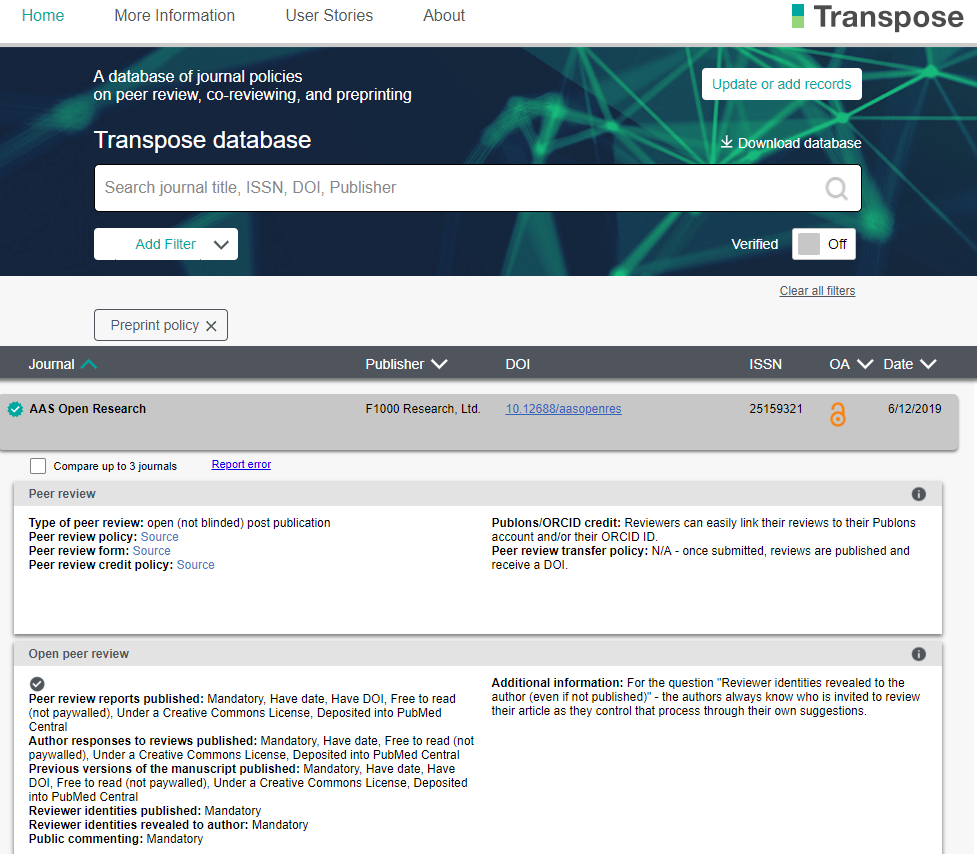 Home More Information User Stories About Transpose
A database of journal policies
on peer review, co-reviewing, and preprinting
Update or add records
Transpose database
Download database
Search journal title, ISSN, DOI, Publisher
Add Filter
Verified Off
Clear all filters
Preprint policy
Journal Publisher DOI ISSN OA Date
AAS Open Research F1000 Research, Ltd. 10.12688/aasopenres 25159321 6/12/2019
Compare up to 3 journals Report error
Peer review
Type of peer review: open (not blinded) post publication
Peer review policy: Source
Peer review form: Source
Peer review credit policy: Source
Publons/ORCID credit: Reviewers can easily link their reviews to their Publons
account and/or their ORCID ID.
Peer review transfer policy: N/A - once submitted, reviews are published and
receive a DOI.
Open peer review
Peer review reports published: Mandatory, Have date, Have DOI, Free to read
(not paywalled), Under a Creative Commons License, Deposited into PubMed
Central
Author responses to reviews published: Mandatory, Have date, Free to read (not
paywalled), Under a Creative Commons License, Deposited into PubMed Central
Previous versions of the manuscript published: Mandatory, Have date, Have
DOI, Free to read (not paywalled), Under a Creative Commons License, Deposited
into PubMed Central
Reviewer identities published: Mandatory
Reviewer identities revealed to author: Mandatory
Public commenting: Mandatory
Additional information: For the question "Reviewer identities revealed to the
author (even if not published)" - the authors always know who is invited to review
their article as they control that process through their own suggestions.